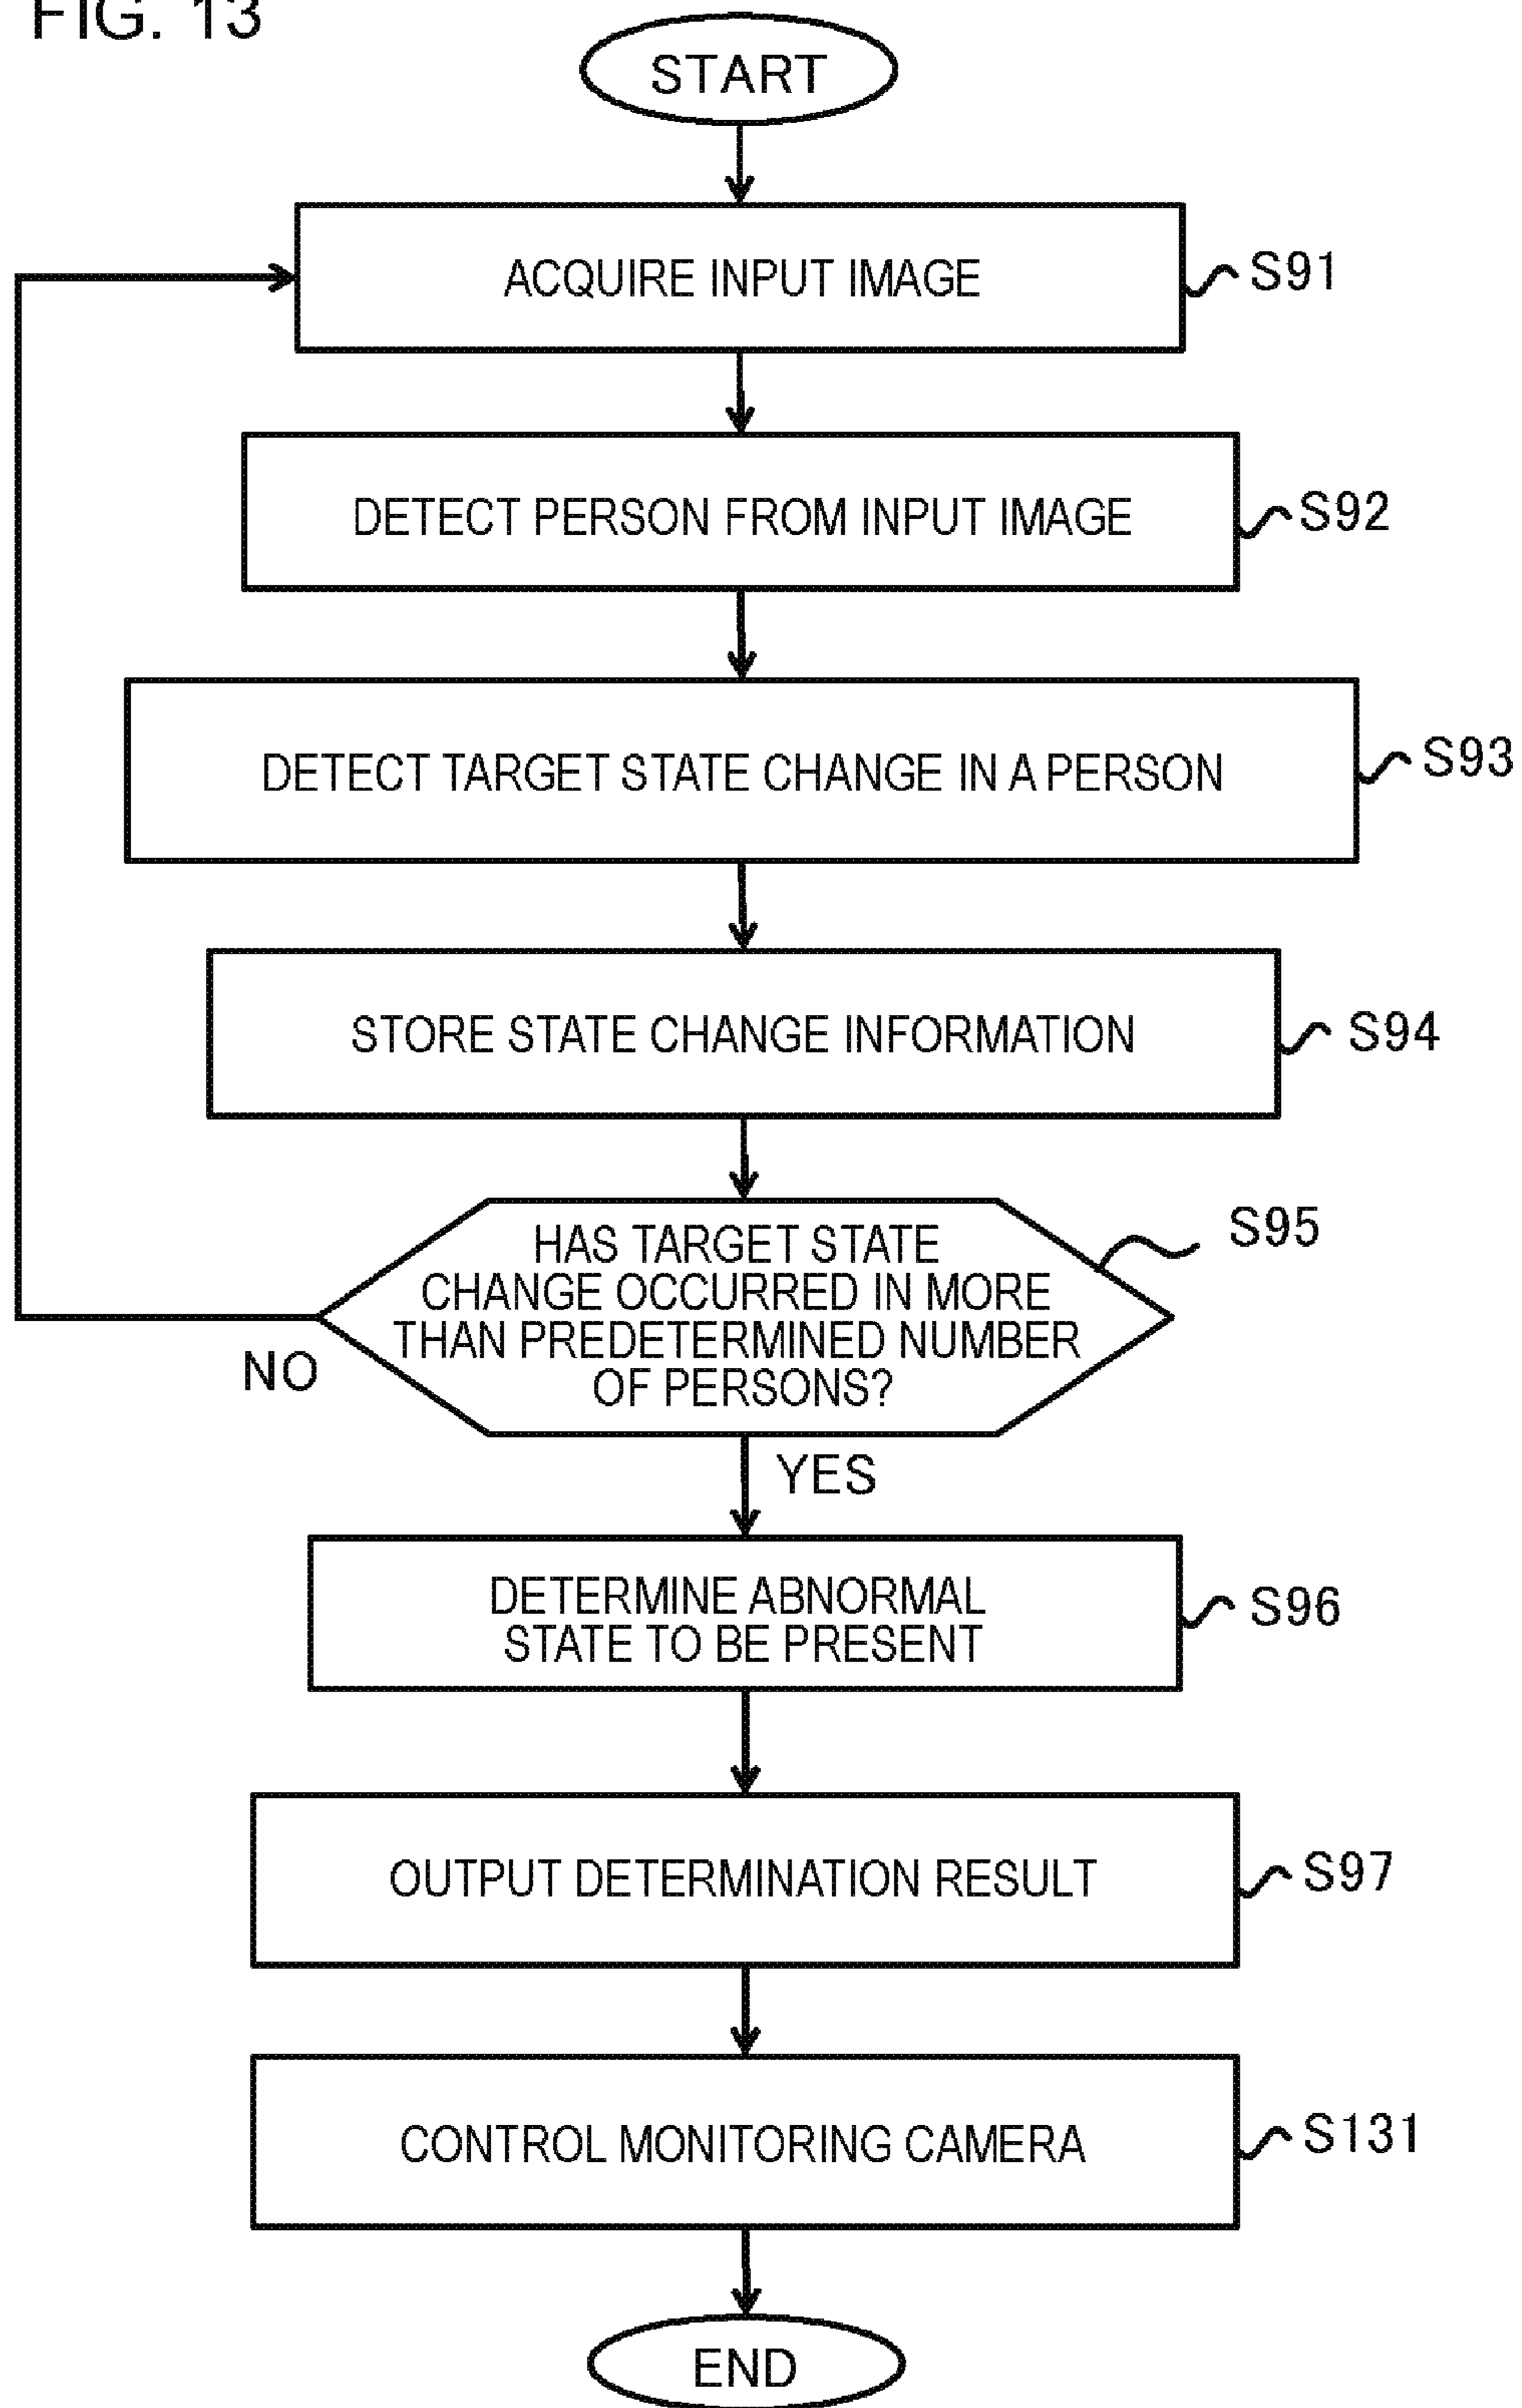 FIG. 13
START
ACQUIRE INPUT IMAGE
S91
DETECT PERSON FROM INPUT IMAGE
S92
DETECT TARGET STATE CHANGE IN A PERSON
S93
STORE STATE CHANGE INFORMATION
S94
HAS TARGET STATE
CHANGE OCCURRED IN MORE
THAN PREDETERMINED NUMBER
OF PERSONS?
S95
NO
YES
DETERMINE ABNORMAL
STATE TO BE PRESENT
S96
OUTPUT DETERMINATION RESULT
S97
CONTROL MONITORING CAMERA
S131
END